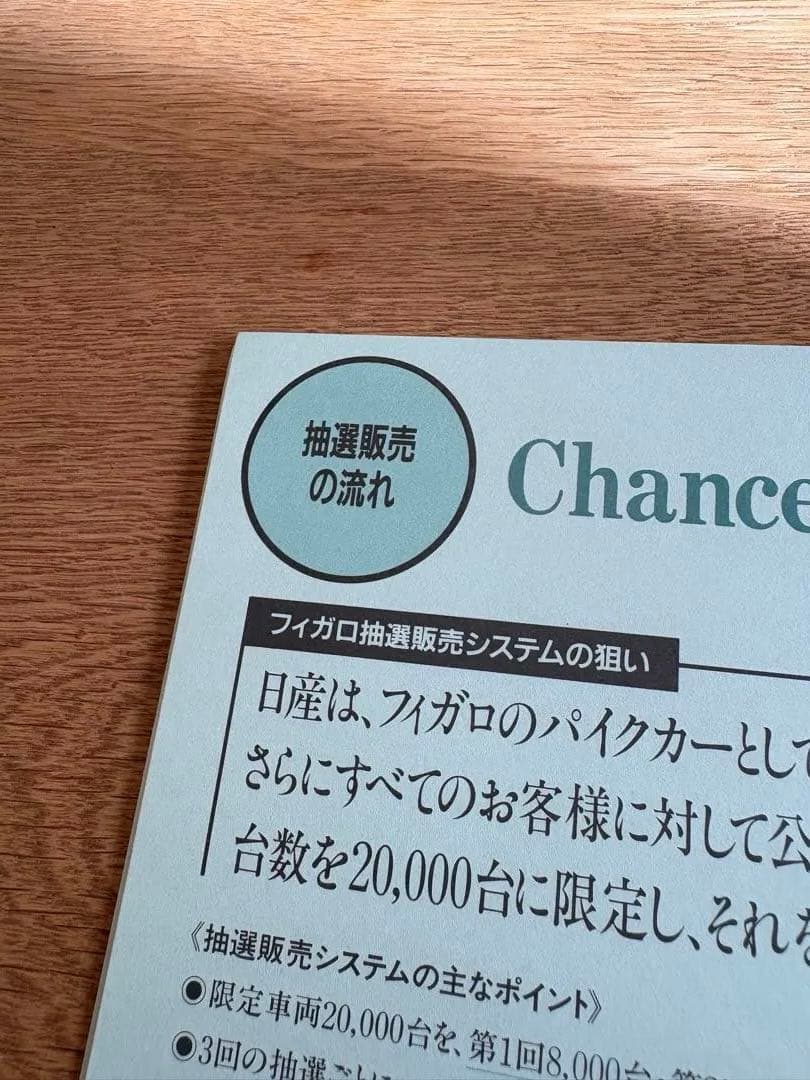 抽選販売
の流れ
Chance
フィガロ抽選販売システムの狙い
日産は、フィガロのパイクカーとして
さらにすべてのお客様に対して公
台数を20,000台に限定し、それを
《抽選販売システムの主なポイント》
●限定車両20,000台を、第1回8,000台、第
●3回の抽選ごとに